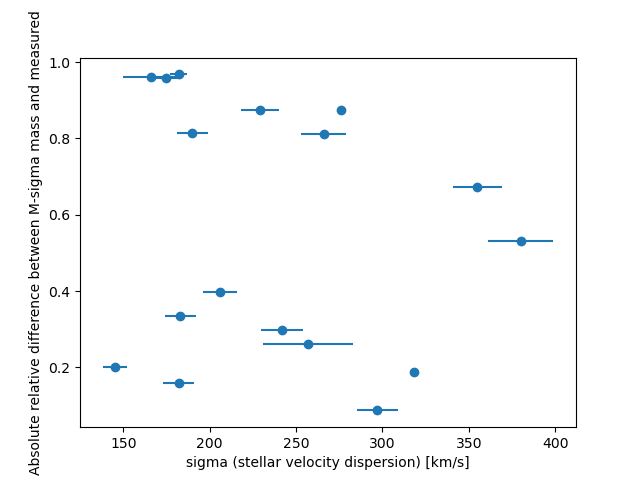 Absolute relative difference between M-sigma mass and measured
1.0
0.8
0.6
0.4
0.2
150 200 250 300 350 400
sigma (stellar velocity dispersion) [km/s]